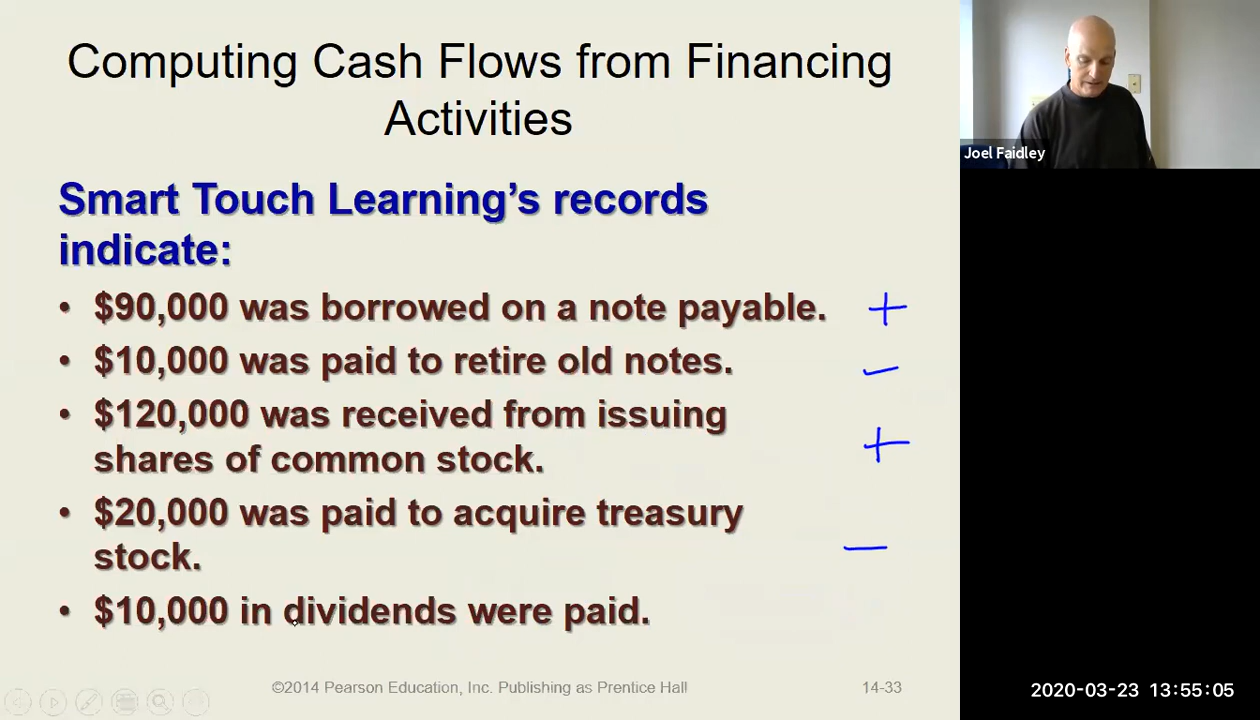 Computing Cash Flows from Financing
Activities
Smart Touch Learning’s records
indicate:
• $90,000 was borrowed on a note payable. +
• $10,000 was paid to retire old notes. –
• $120,000 was received from issuing
shares of common stock. +
• $20,000 was paid to acquire treasury
stock. –
• $10,000 in dividends were paid.
©2014 Pearson Education, Inc. Publishing as Prentice Hall
14-33
Joel Faidley
2020-03-23 13:55:05